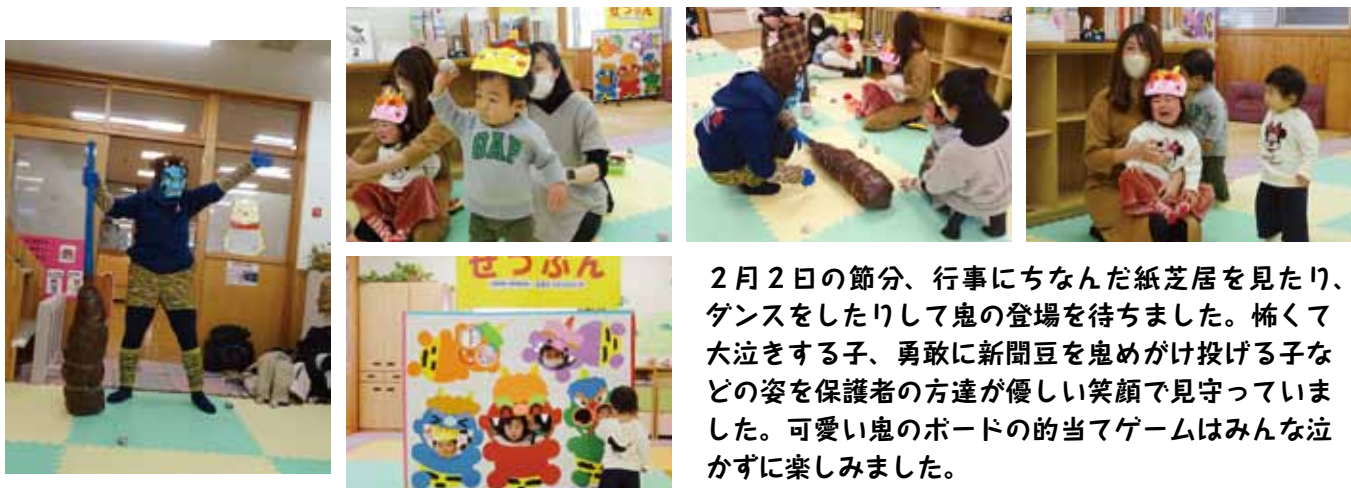 せつぶん
GAP
せつぶん
２月２日の節分、行事にちなんだ紙芝居を見たり、
ダンスをしたりして鬼の登場を待ちました。怖くて
大泣きする子、勇敢に新聞豆を鬼めがけ投げる子な
どの姿を保護者の方達が優しい笑顔で見守っていま
した。可愛い鬼のボードの的当てゲームはみんな泣
かずに楽しみました。